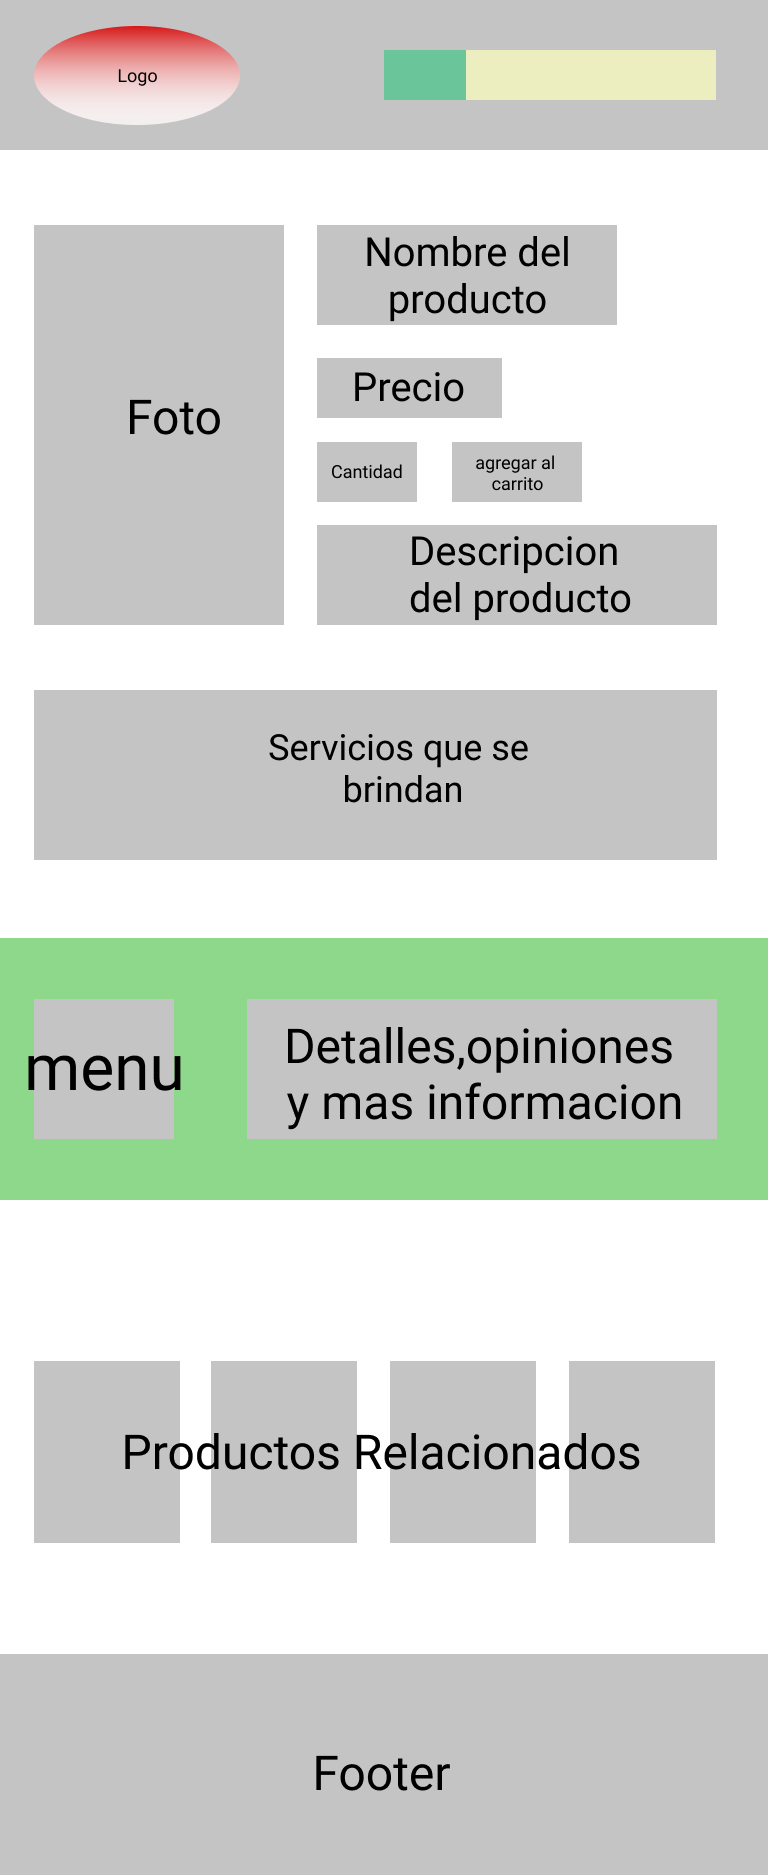 Logo
Nombre del
producto
Foto
Precio
Cantidad
agregar al
carrito
Descripcion
del producto
Servicios que se
brindan
menu
Detalles,opiniones
y mas informacion
Productos Relacionados
Footer